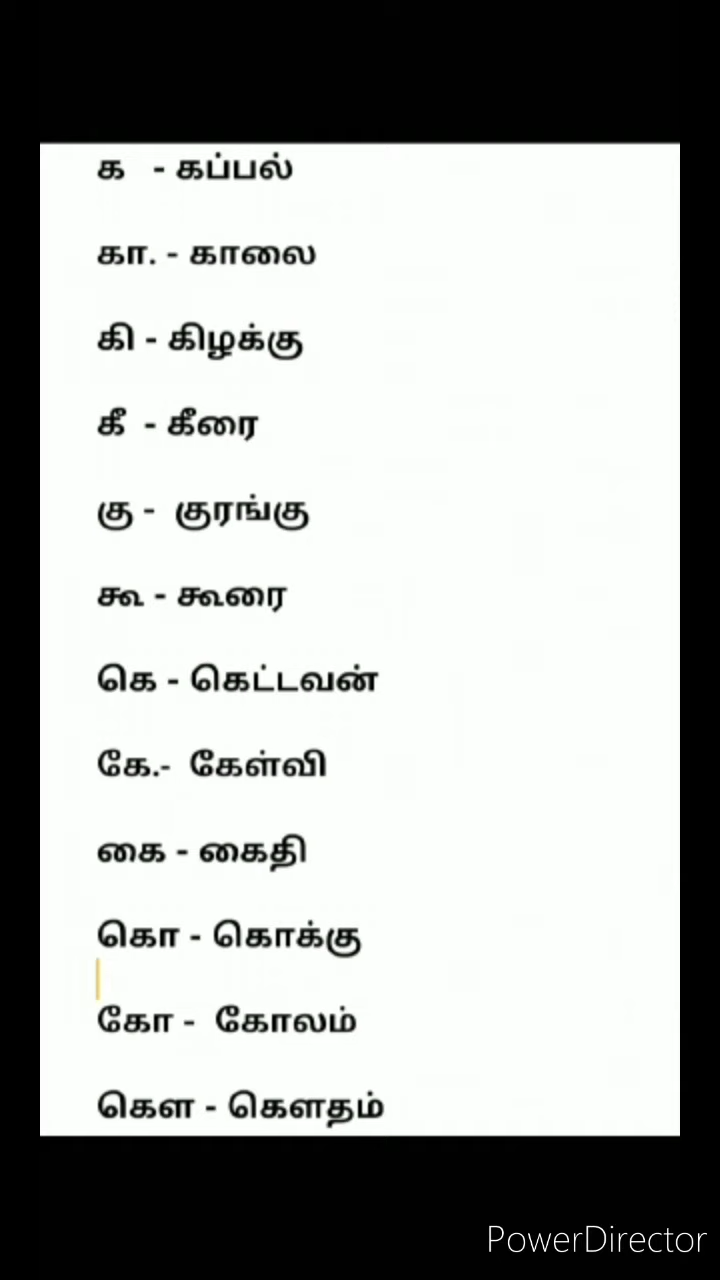 க - கப்பல்
கா. - காலை
கி - கிழக்கு
கீ - கீரை
கு - குரங்கு
கூ - கூரை
கெ - கெட்டவன்
கே.- கேள்வி
கை - கைதி
கொ - கொக்கு
கோ - கோலம்
கௌ - கௌதம்
PowerDirector